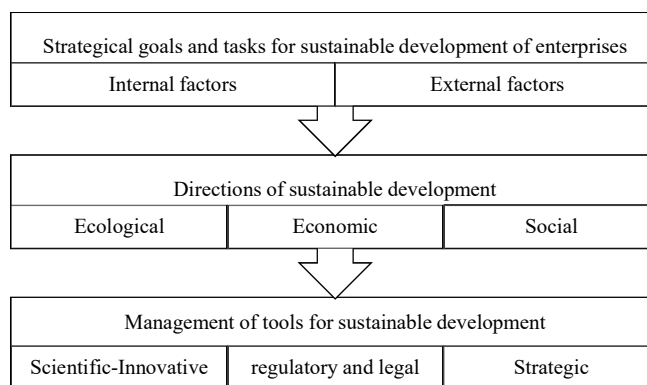 Strategical goals and tasks for sustainable development of enterprises
Internal factors
External factors
Directions of sustainable development
Ecological
Economic
Social
Management of tools for sustainable development
Scientific-Innovative
regulatory and legal
Strategic